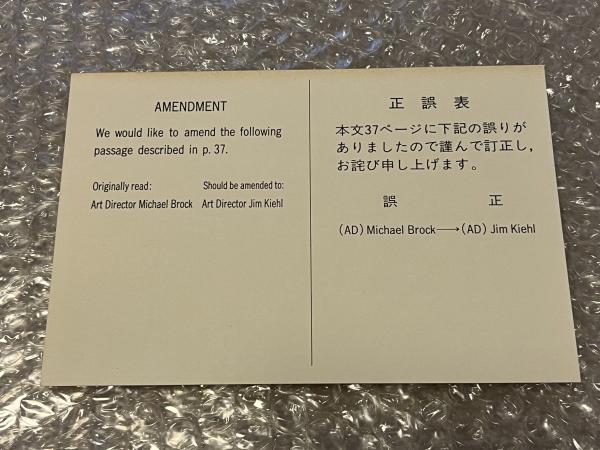 AMENDMENT
We would like to amend the following
passage described in p. 37.
Originally read: Should be amended to:
Art Director Michael Brock Art Director Jim Kiehl
正誤表
本文37ページに下記の誤りが
ありましたので謹んで訂正し，
お詫び申し上げます。
誤 正
(AD) Michael Brock→(AD) Jim Kiehl